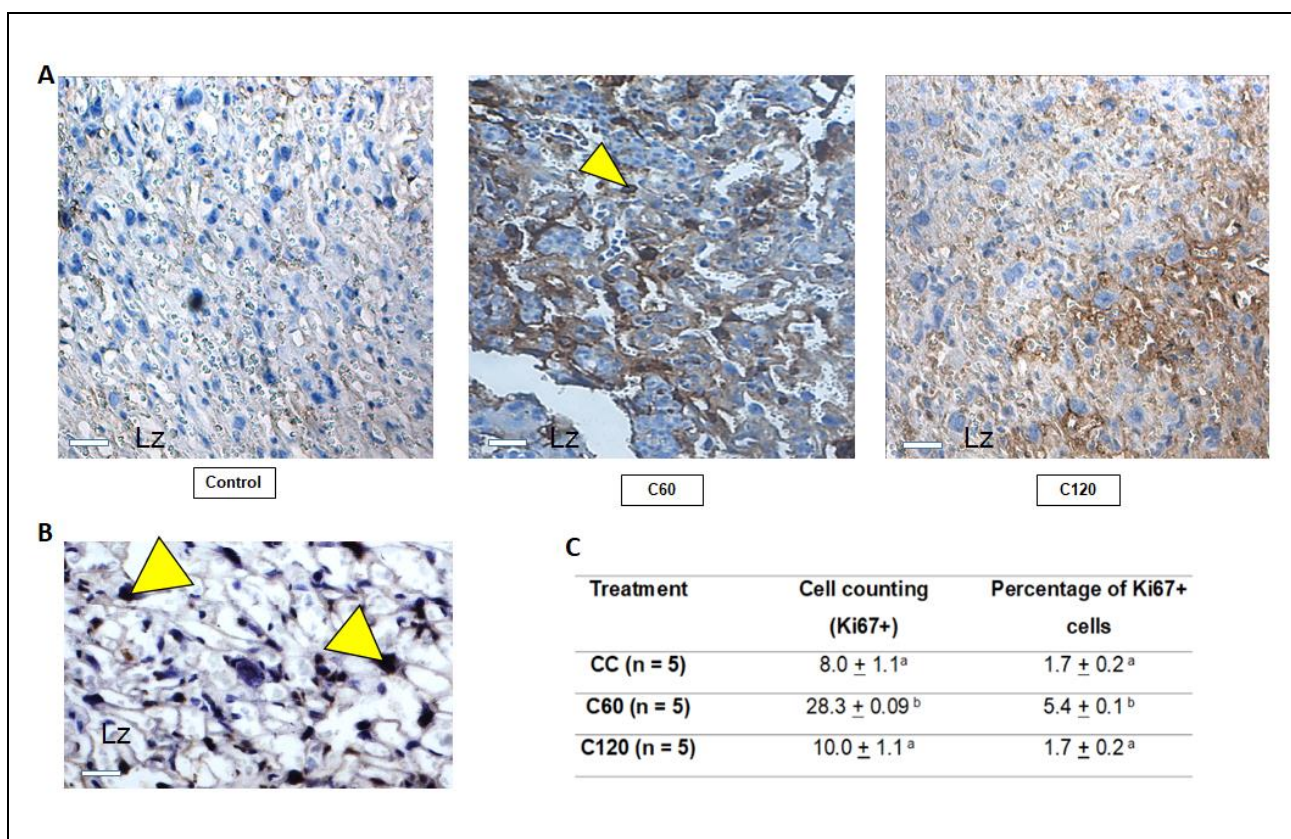 A
Lz
Lz
Lz
Control
C60
C120
B
Lz
C
Treatment Cell counting (Ki67+) Percentage of Ki67+ cells
CC (n = 5) 8.0 ± 1.1ᵃ 1.7 ± 0.2ᵃ
C60 (n = 5) 28.3 ± 0.09 ᵇ 5.4 ± 0.1 ᵇ
C120 (n = 5) 10.0 ± 1.1 ᵃ 1.7 ± 0.2 ᵃ